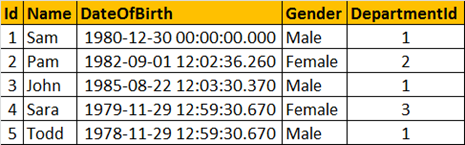 Id Name DateOfBirth Gender DepartmentId
1 Sam 1980-12-30 00:00:00.000 Male 1
2 Pam 1982-09-01 12:02:36.260 Female 2
3 John 1985-08-22 12:03:30.370 Male 1
4 Sara 1979-11-29 12:59:30.670 Female 3
5 Todd 1978-11-29 12:59:30.670 Male 1